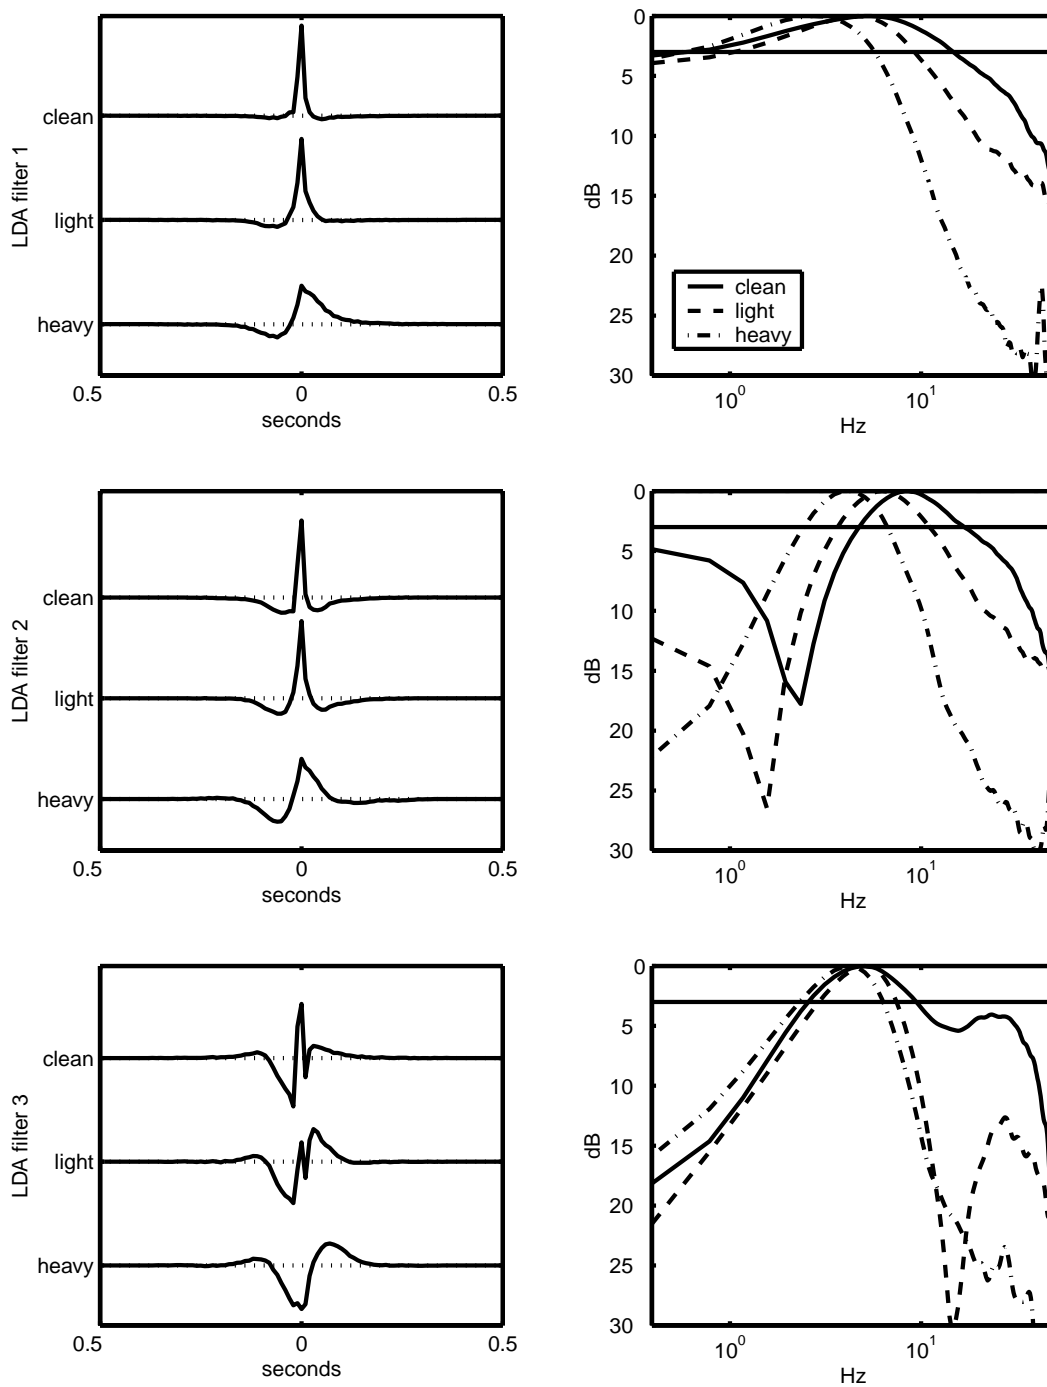 LDA filter 1
clean
light
heavy
0.5 0 0.5
seconds
0
5
10
15
20
25
30
dB
clean
light
heavy
10^0 10^1
Hz
LDA filter 2
clean
light
heavy
0.5 0 0.5
seconds
0
5
10
15
20
25
30
dB
10^0 10^1
Hz
LDA filter 3
clean
light
heavy
0.5 0 0.5
seconds
0
5
10
15
20
25
30
dB
10^0 10^1
Hz